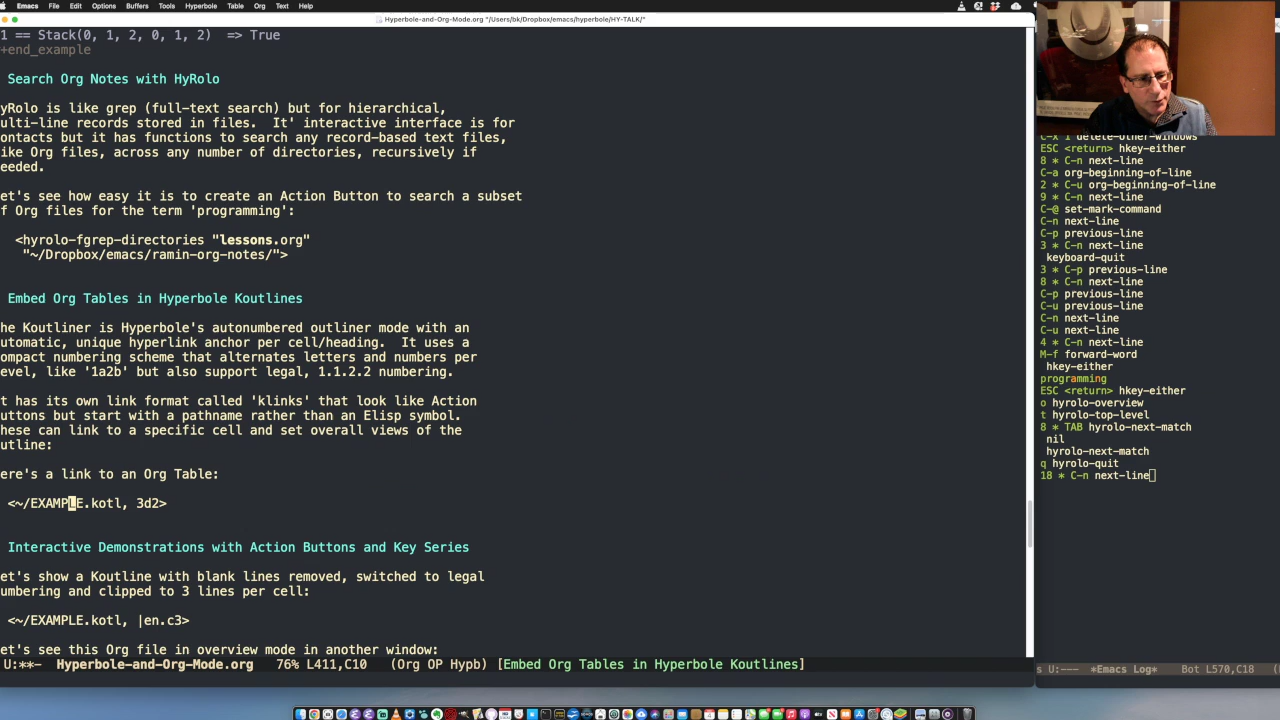 Emacs File Edit Options Buffers Tools Hyperbole Table Org Text Help
Hyperbole-and-Org-Mode.org "/Users/bk/Dropbox/emacs/hyperbole/HY-TALK/"
1 == Stack(0, 1, 2, 0, 1, 2)  => True
+end_example
Search Org Notes with HyRolo
yRolo is like grep (full-text search) but for hierarchical,
ulti-line records stored in files.  It' interactive interface is for
ontacts but it has functions to search any record-based text files,
ike Org files, across any number of directories, recursively if
eeded.
et's see how easy it is to create an Action Button to search a subset
f Org files for the term 'programming':
<hyrolo-fgrep-directories "lessons.org"
"~/Dropbox/emacs/ramin-org-notes/">
Embed Org Tables in Hyperbole Koutlines
he Koutliner is Hyperbole's autonumbered outliner mode with an
utomatic, unique hyperlink anchor per cell/heading.  It uses a
ompact numbering scheme that alternates letters and numbers per
evel, like '1a2b' but also support legal, 1.1.2.2 numbering.
t has its own link format called 'klinks' that look like Action
uttons but start with a pathname rather than an Elisp symbol.
hese can link to a specific cell and set overall views of the
utline:
ere's a link to an Org Table:
<~/EXAMPLE.kotl, 3d2>
Interactive Demonstrations with Action Buttons and Key Series
et's show a Koutline with blank lines removed, switched to legal
umbering and clipped to 3 lines per cell:
<~/EXAMPLE.kotl, |en.c3>
et's see this Org file in overview mode in another window:
U:**-  Hyperbole-and-Org-Mode.org   76% L411,C10   (Org OP Hypb) [Embed Org Tables in Hyperbole Koutlines]
C-x 1 delete-other-windows
ESC <return> hkey-either
8 * C-n next-line
C-a org-beginning-of-line
2 * C-u org-beginning-of-line
9 * C-n next-line
C-@ set-mark-command
C-n next-line
C-p previous-line
3 * C-n next-line
keyboard-quit
3 * C-p previous-line
8 * C-n next-line
C-p previous-line
C-u previous-line
C-n next-line
C-u next-line
4 * C-n next-line
M-f forward-word
hkey-either
programming
ESC <return> hkey-either
o hyrolo-overview
t hyrolo-top-level
8 * TAB hyrolo-next-match
nil
hyrolo-next-match
q hyrolo-quit
18 * C-n next-line
s U:---  *Emacs Log*   Bot L570,C18